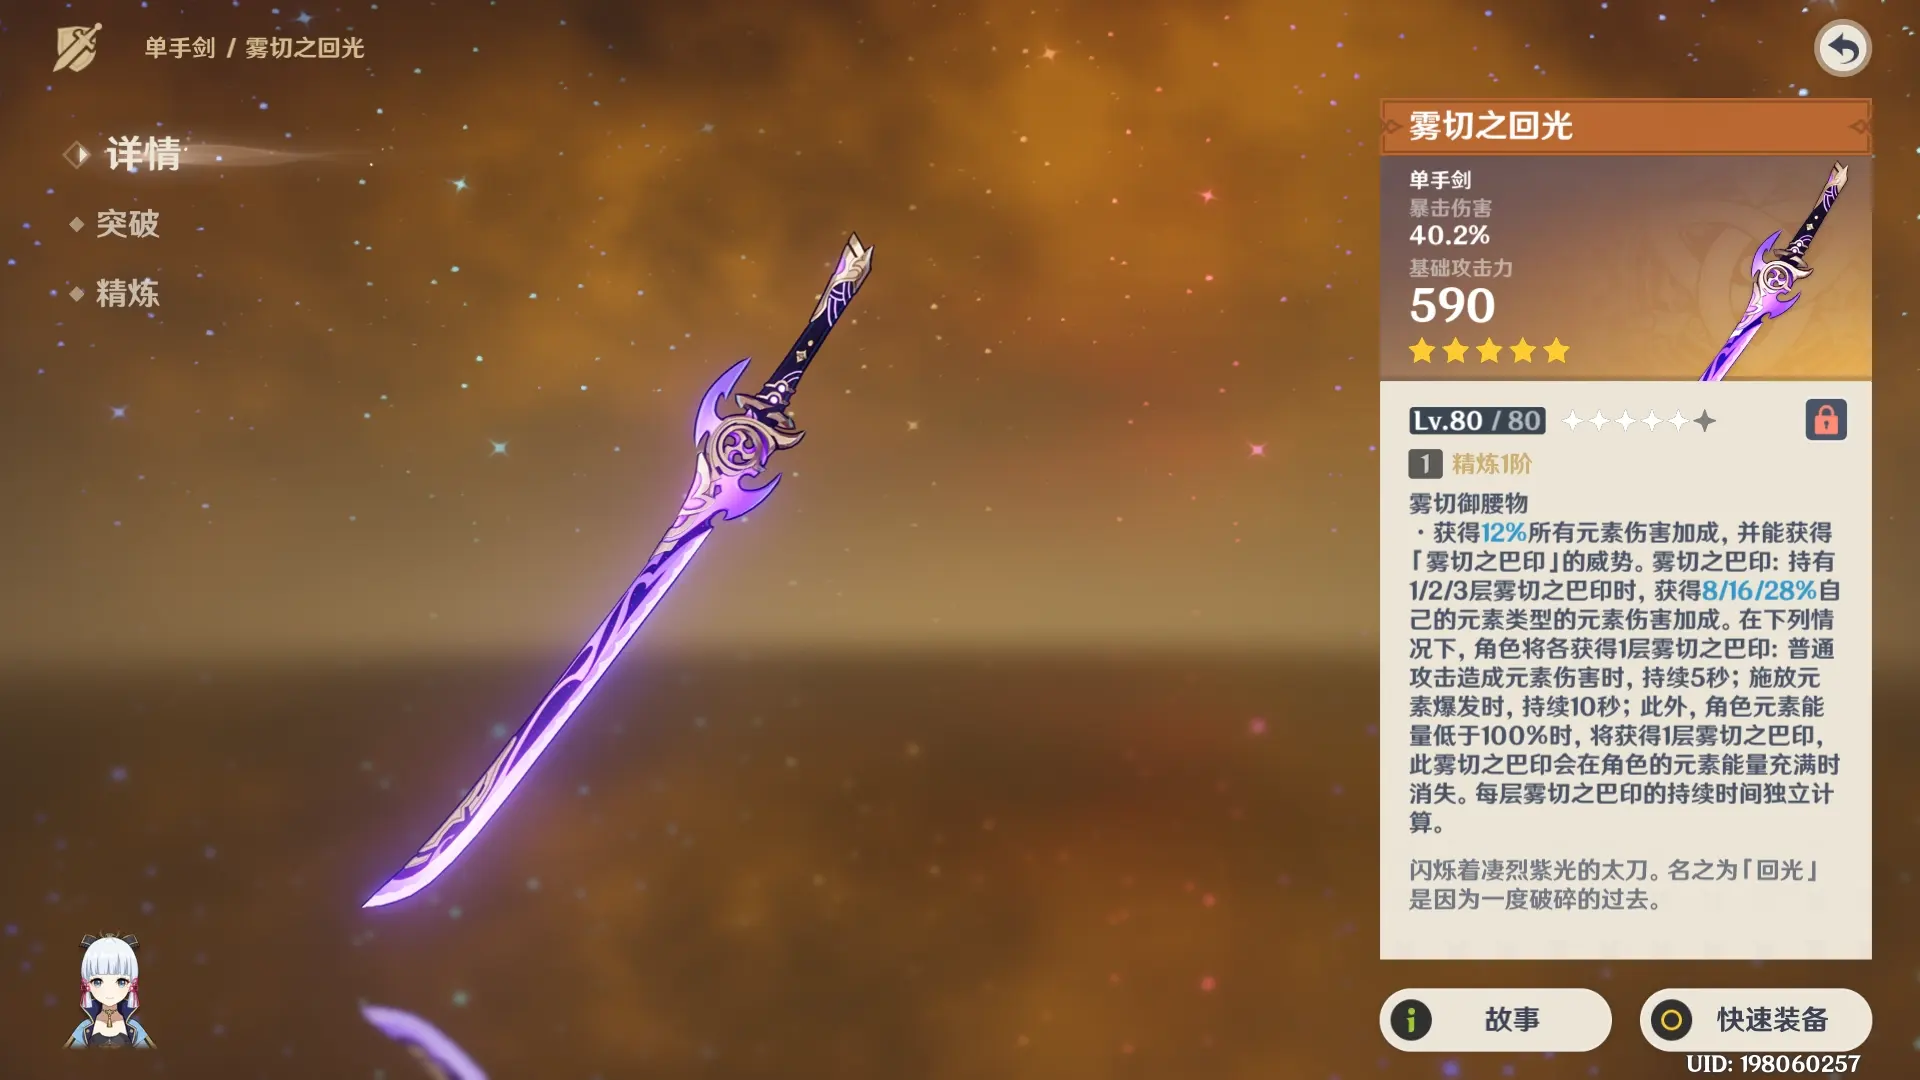 单手剑 / 雾切之回光
详情
突破
精炼
雾切之回光
单手剑
暴击伤害
40.2%
基础攻击力
590
Lv.80 / 80
1 精炼1阶
雾切御腰物
·获得12%所有元素伤害加成，并能获得
「雾切之巴印」的威势。雾切之巴印：持有
1/2/3层雾切之巴印时，获得8/16/28%自
己的元素类型的元素伤害加成。在下列情
况下，角色将各获得1层雾切之巴印：普通
攻击造成元素伤害时，持续5秒；施放元
素爆发时，持续10秒；此外，角色元素能
量低于100%时，将获得1层雾切之巴印，
此雾切之巴印会在角色的元素能量充满时
消失。每层雾切之巴印的持续时间独立计
算。
闪烁着凄烈紫光的太刀。名之为「回光」
是因为一度破碎的过去。
故事
快速装备
UID: 198060257